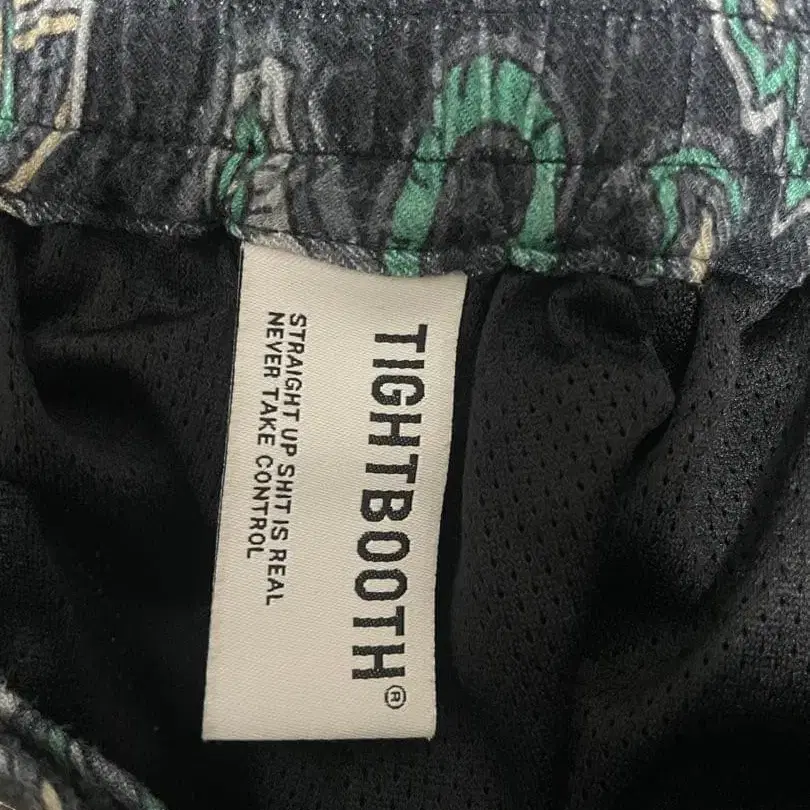 TIGHTBOOTH®
STRAIGHT UP SHIT IS REAL
NEVER TAKE CONTROL